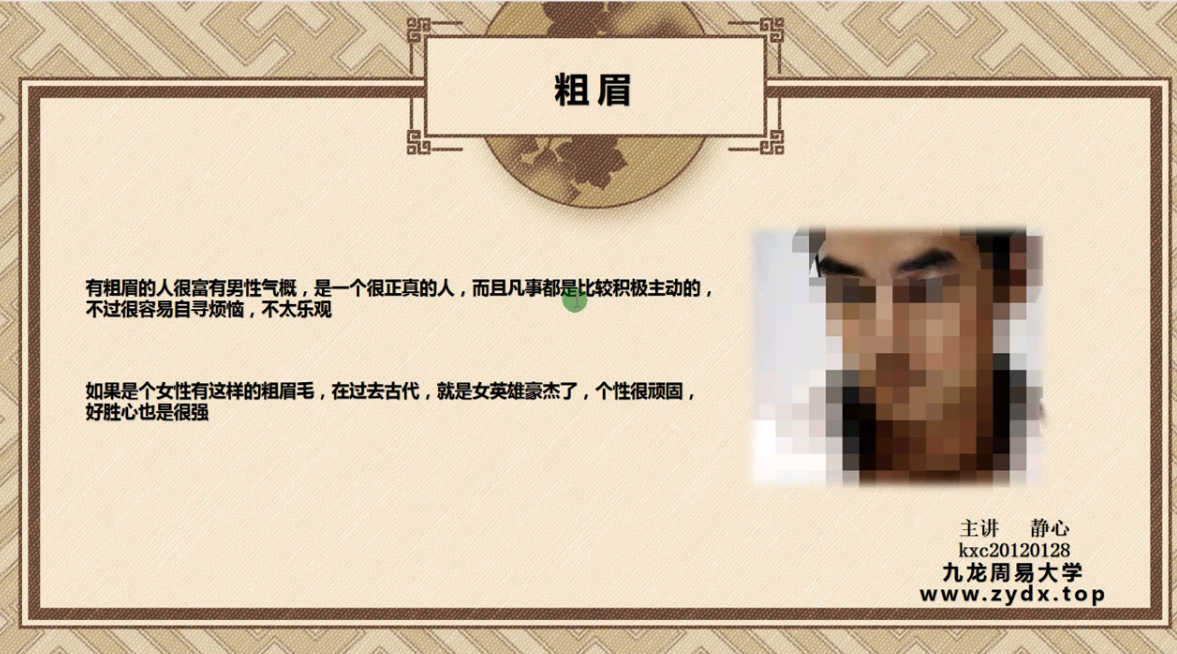 粗眉
有粗眉的人很富有男性气概，是一个很正真的人，而且凡事都是比较积极主动的，
不过很容易自寻烦恼，不太乐观
如果是个女性有这样的粗眉毛，在过去古代，就是女英雄豪杰了，个性很顽固，
好胜心也是很强
主讲 静心
kxc20120128
九龙周易大学
www.zydx.top